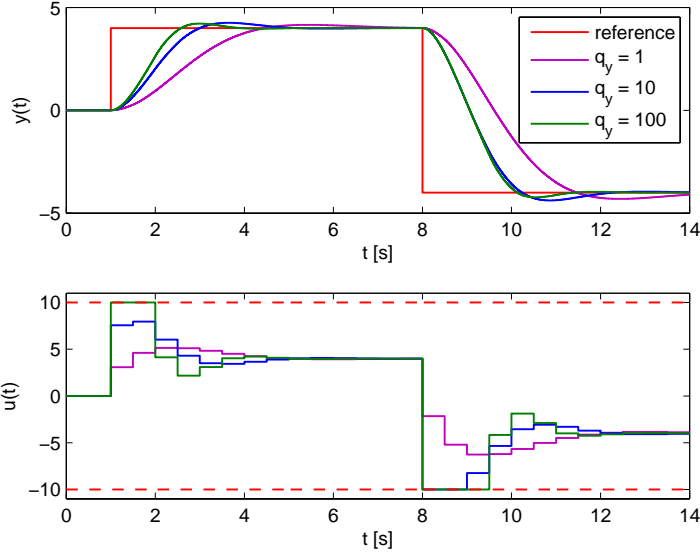 5
0
−5
y(t)
0 2 4 6 8 10 12 14
t [s]
reference
q_y = 1
q_y = 10
q_y = 100
10
5
0
−5
−10
u(t)
0 2 4 6 8 10 12 14
t [s]